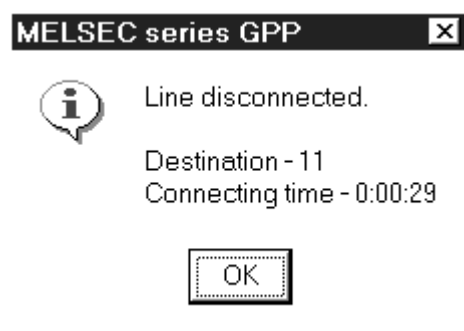 MELSEC series GPP
Line disconnected.
Destination - 11
Connecting time - 0:00:29
OK